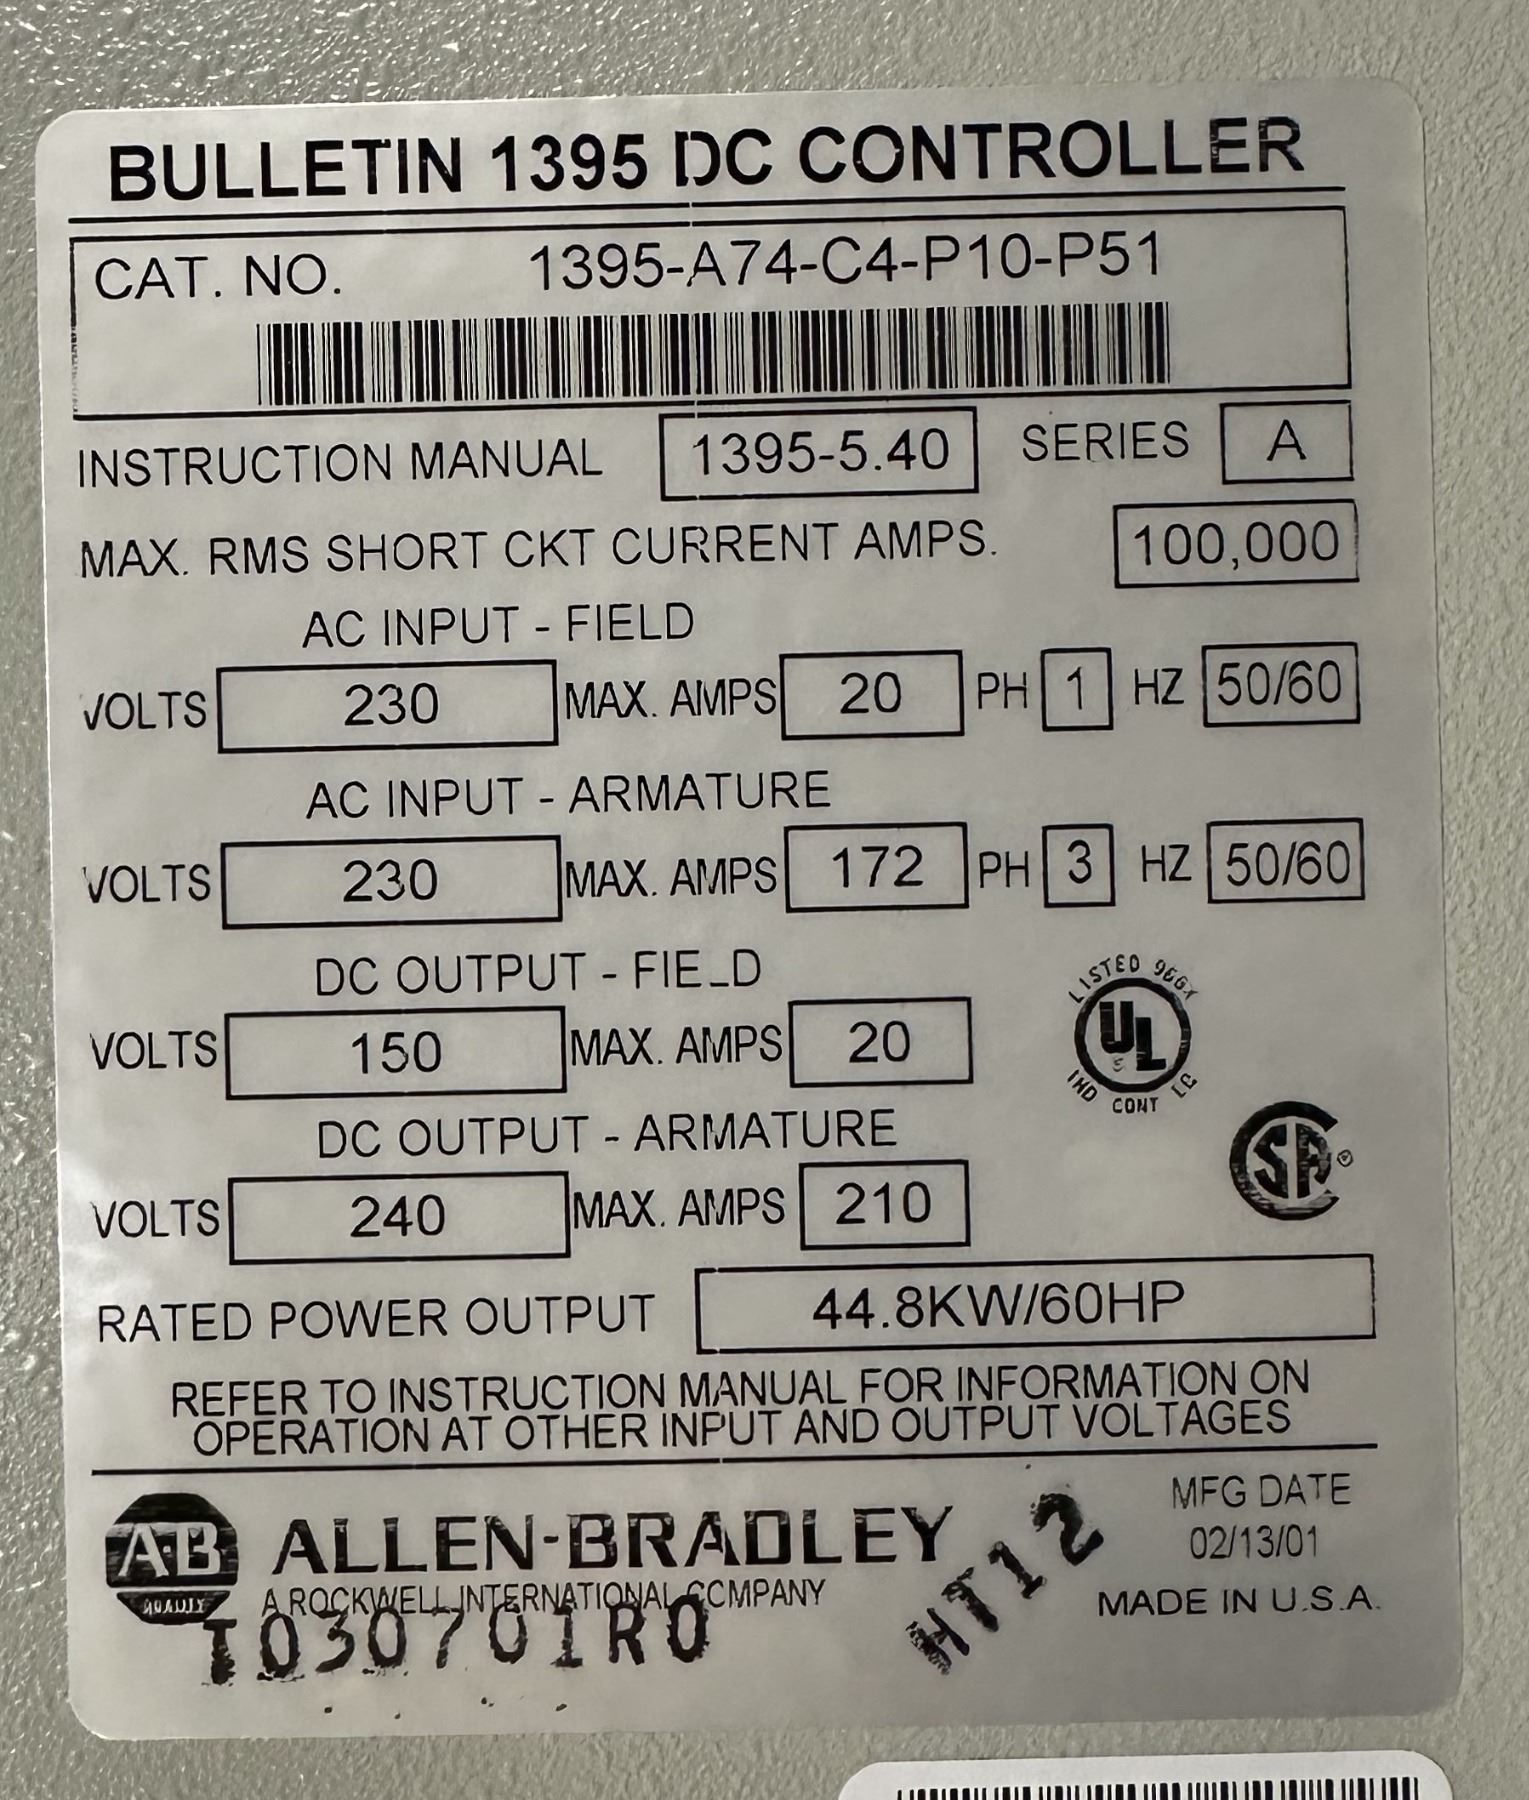 BULLETIN 1395 DC CONTROLLER
CAT. NO. 1395-A74-C4-P10-P51
INSTRUCTION MANUAL 1395-5.40 SERIES A
MAX. RMS SHORT CKT CURRENT AMPS. 100,000
AC INPUT - FIELD
VOLTS 230 MAX. AMPS 20 PH 1 HZ 50/60
AC INPUT - ARMATURE
VOLTS 230 MAX. AMPS 172 PH 3 HZ 50/60
DC OUTPUT - FIELD
VOLTS 150 MAX. AMPS 20
LISTED 966X
UL
IND CONT EQ
DC OUTPUT - ARMATURE
VOLTS 240 MAX. AMPS 210
SA
RATED POWER OUTPUT 44.8KW/60HP
REFER TO INSTRUCTION MANUAL FOR INFORMATION ON
OPERATION AT OTHER INPUT AND OUTPUT VOLTAGES
AB QUALITY
ALLEN-BRADLEY
A ROCKWELL INTERNATIONAL COMPANY
T030701R0
HT12
MFG DATE
02/13/01
MADE IN U.S.A.